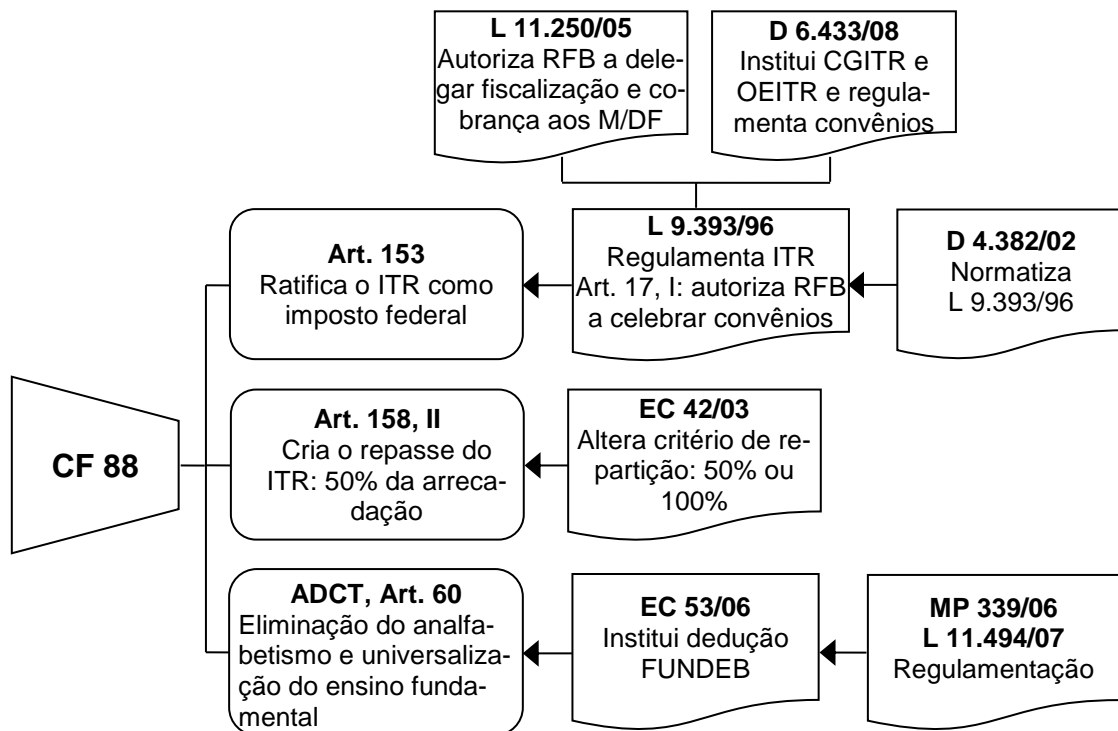 L 11.250/05
Autoriza RFB a dele-
gar fiscalização e co-
brança aos M/DF
D 6.433/08
Institui CGITR e
OEITR e regula-
menta convênios
Art. 153
Ratifica o ITR como
imposto federal
L 9.393/96
Regulamenta ITR
Art. 17, I: autoriza RFB
a celebrar convênios
D 4.382/02
Normatiza
L 9.393/96
CF 88
Art. 158, II
Cria o repasse do
ITR: 50% da arreca-
dação
EC 42/03
Altera critério de re-
partição: 50% ou
100%
ADCT, Art. 60
Eliminação do analfa-
betismo e universaliza-
ção do ensino funda-
mental
EC 53/06
Institui dedução
FUNDEB
MP 339/06
L 11.494/07
Regulamentação